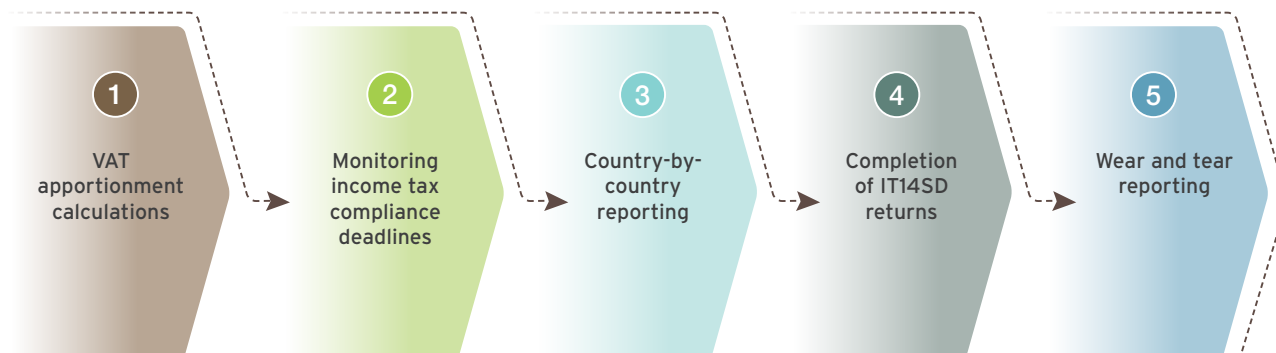 1
VAT
apportionment
calculations
2
Monitoring
income tax
compliance
deadlines
3
Country-by-
country
reporting
4
Completion
of IT14SD
returns
5
Wear and tear
reporting